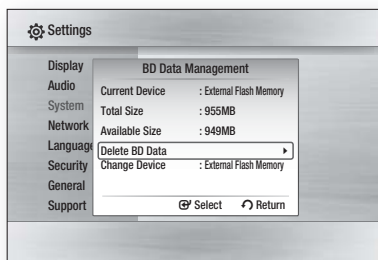 Settings
Display
Audio
System
Network
Language
Security
General
Support
BD Data Management
Current Device : External Flash Memory
Total Size : 955MB
Available Size : 949MB
Delete BD Data
Change Device : External Flash Memory
Select Return